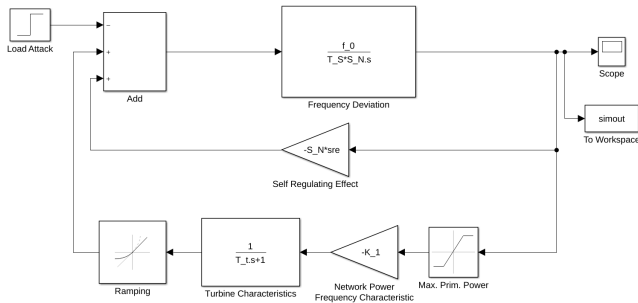 Load Attack
−
+
+
Add
f_0
T_S*S_N.s
Frequency Deviation
Scope
simout
To Workspace
-S_N*sre
Self Regulating Effect
Ramping
1
T_t.s+1
Turbine Characteristics
-K_1
Network Power
Frequency Characteristic
Max. Prim. Power